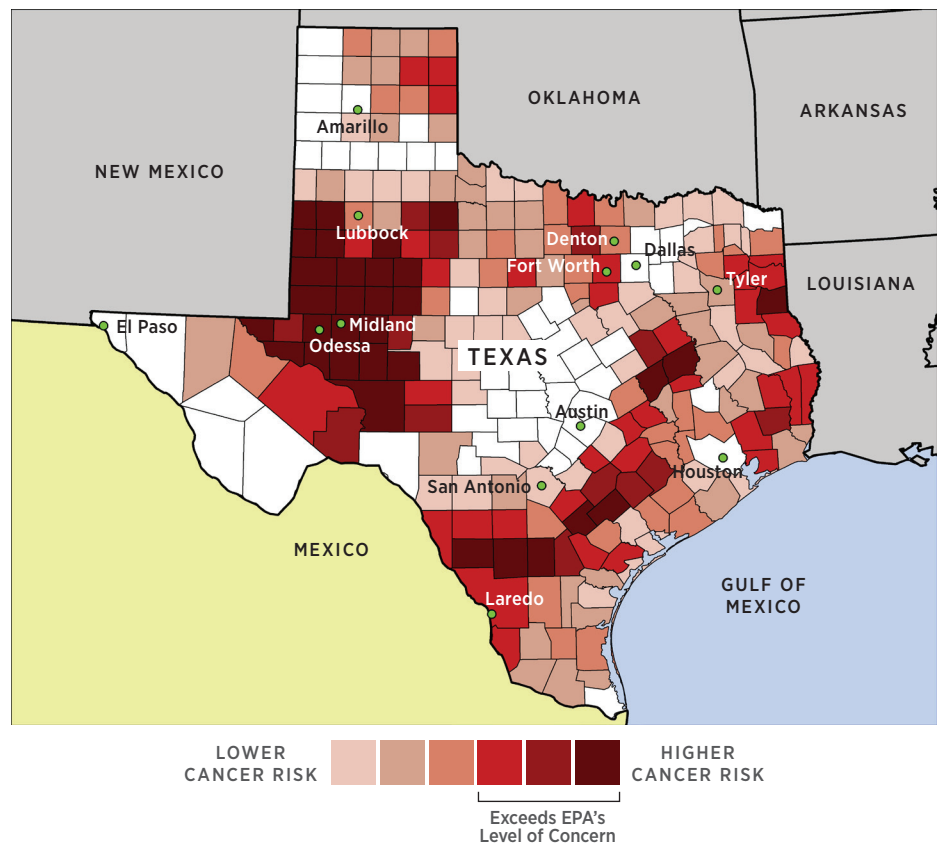 OKLAHOMA
ARKANSAS
Amarillo
NEW MEXICO
Lubbock
Denton
Dallas
Fort Worth
Tyler
LOUISIANA
El Paso
Midland
Odessa
TEXAS
Austin
Houston
San Antonio
MEXICO
GULF OF
MEXICO
Laredo
LOWER
CANCER RISK
HIGHER
CANCER RISK
Exceeds EPA's
Level of Concern